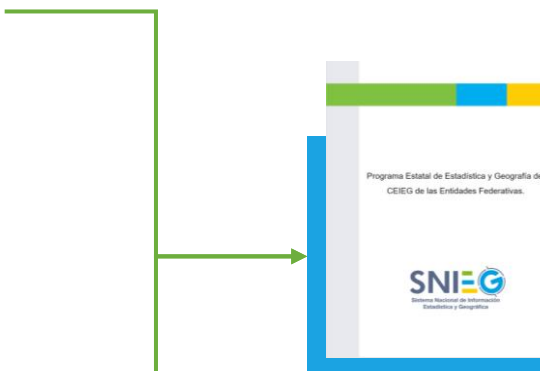 Programa Estatal de Estadística y Geografía de
CEIEG de las Entidades Federativas.
SNIEG
Sistema Nacional de Información
Estadística y Geográfica